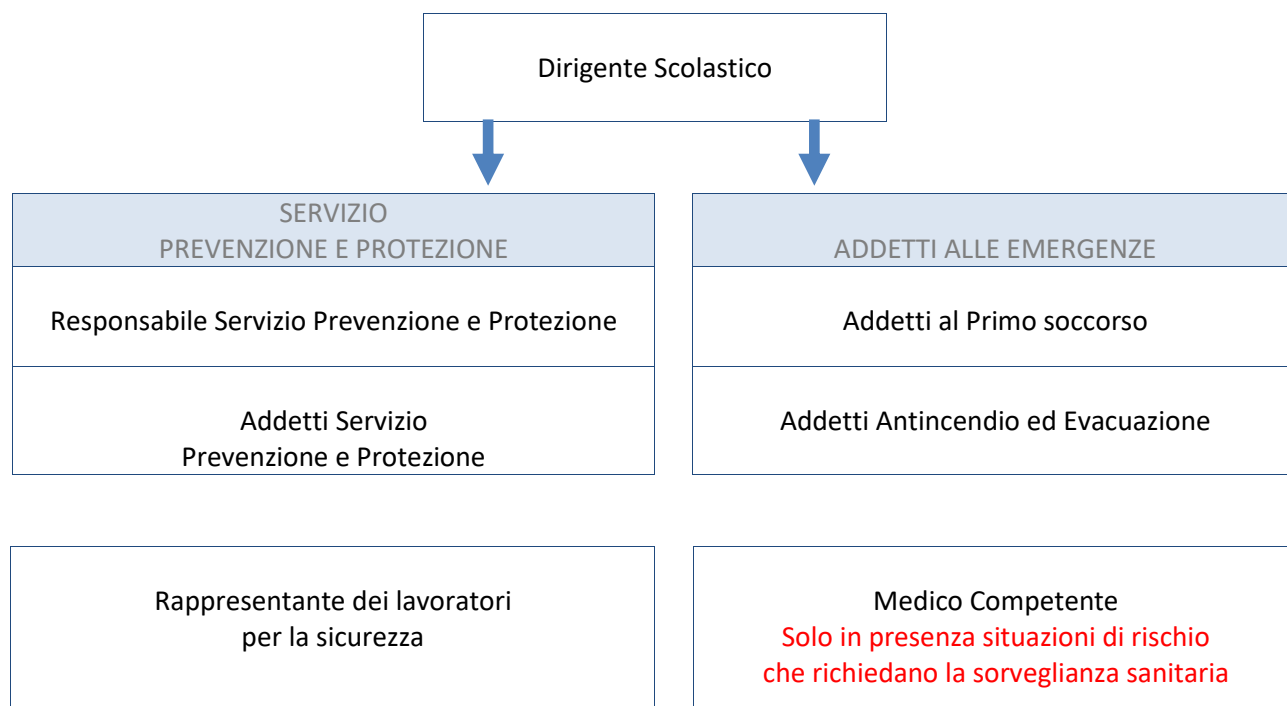 Dirigente Scolastico
SERVIZIO
PREVENZIONE E PROTEZIONE
Responsabile Servizio Prevenzione e Protezione
Addetti Servizio
Prevenzione e Protezione
ADDETTI ALLE EMERGENZE
Addetti al Primo soccorso
Addetti Antincendio ed Evacuazione
Rappresentante dei lavoratori
per la sicurezza
Medico Competente
Solo in presenza situazioni di rischio
che richiedano la sorveglianza sanitaria